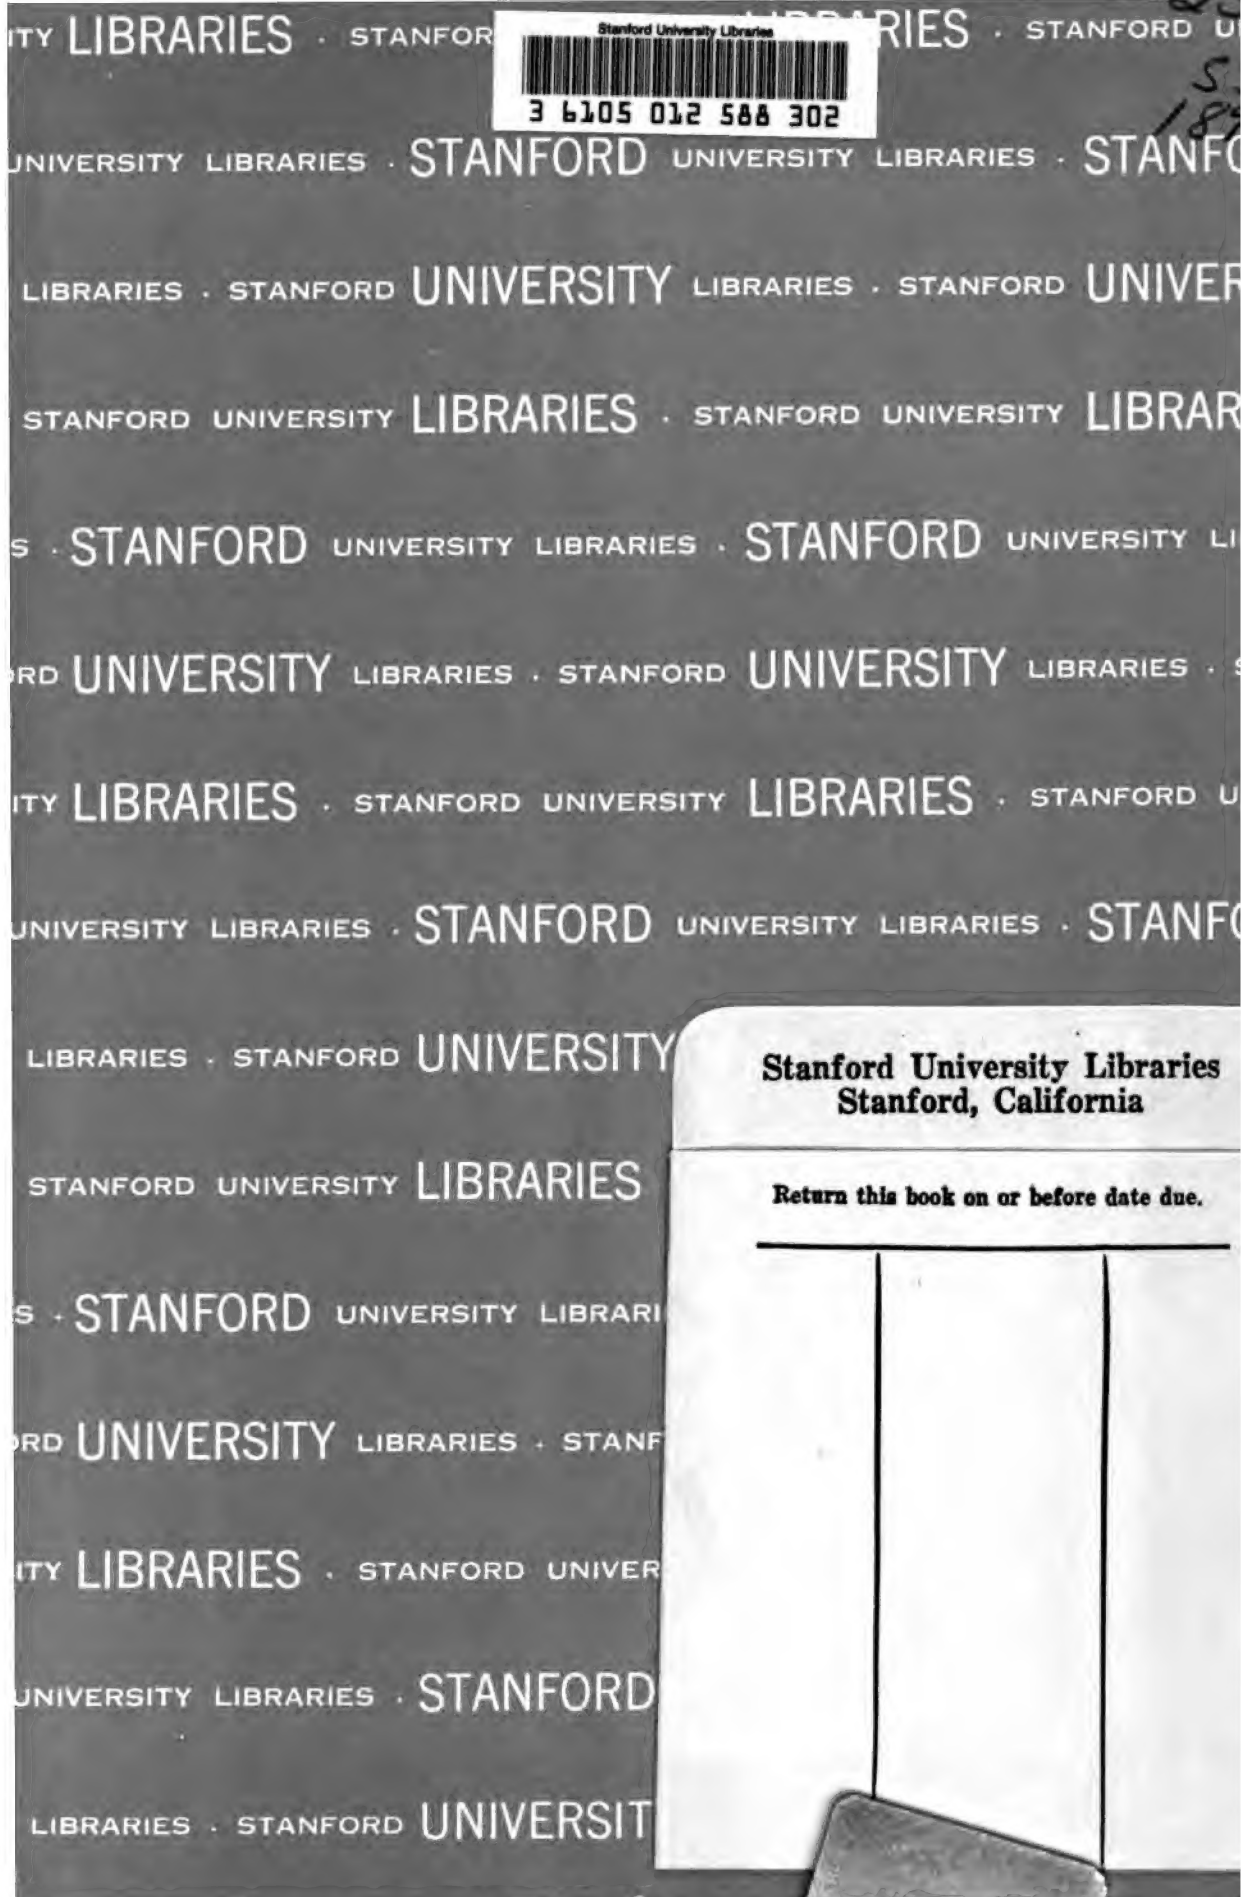 ITY LIBRARIES · STANFOR
Stanford University Libraries
LIBRARIES · STANFORD U
3 6105 012 588 302
S.
UNIVERSITY LIBRARIES · STANFORD UNIVERSITY LIBRARIES · STANFO
LIBRARIES · STANFORD UNIVERSITY LIBRARIES · STANFORD UNIVER
STANFORD UNIVERSITY LIBRARIES · STANFORD UNIVERSITY LIBRAR
S · STANFORD UNIVERSITY LIBRARIES · STANFORD UNIVERSITY LI
RD UNIVERSITY LIBRARIES · STANFORD UNIVERSITY LIBRARIES · S
ITY LIBRARIES · STANFORD UNIVERSITY LIBRARIES · STANFORD U
UNIVERSITY LIBRARIES · STANFORD UNIVERSITY LIBRARIES · STANFO
LIBRARIES · STANFORD UNIVERSITY
STANFORD UNIVERSITY LIBRARIES
S · STANFORD UNIVERSITY LIBRARI
RD UNIVERSITY LIBRARIES · STANF
ITY LIBRARIES · STANFORD UNIVER
UNIVERSITY LIBRARIES · STANFORD
LIBRARIES · STANFORD UNIVERSIT
Stanford University Libraries
Stanford, California
Return this book on or before date due.